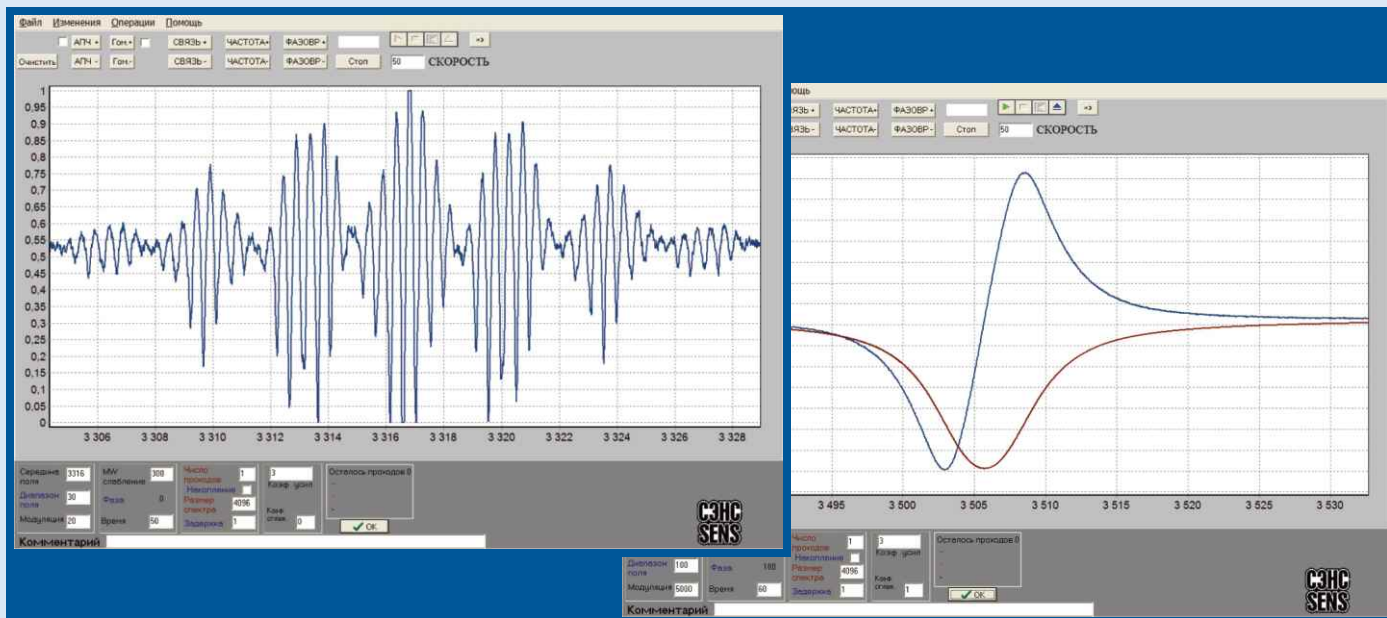 Файл Изменения Операции Помощь
АПЧ + Гом.+ СВЯЗЬ + ЧАСТОТА+ ФАЗОВР +
Очистить АПЧ - Гом.- СВЯЗЬ - ЧАСТОТА- ФАЗОВР - Стоп 50 СКОРОСТЬ
1
0,95
0,9
0,85
0,8
0,75
0,7
0,65
0,6
0,55
0,5
0,45
0,4
0,35
0,3
0,25
0,2
0,15
0,1
0,05
0
3 306 3 308 3 310 3 312 3 314 3 316 3 318 3 320 3 322 3 324 3 326 3 328
Середина поля 3316
Диапазон поля 30
Модуляция 20
MW слабление 300
Фаза 0
Время 50
Число проходов 1
Накопление
Размер спектра 4096
Задержка 1
3
Коэф. усил
0
Осталось проходов 0
OK
СЭНС
SENS
Комментарий
ощь
ВЯЗЬ + ЧАСТОТА+ ФАЗОВР +
ВЯЗЬ - ЧАСТОТА- ФАЗОВР - Стоп 50 СКОРОСТЬ
3 495 3 500 3 505 3 510 3 515 3 520 3 525 3 530
Диапазон поля 100
Модуляция 5000
Фаза 180
Время 60
Число проходов 1
Накопление
Размер спектра 4096
Задержка 1
3
Коэф. усил
1
Осталось проходов 0
OK
СЭНС
SENS
Комментарий